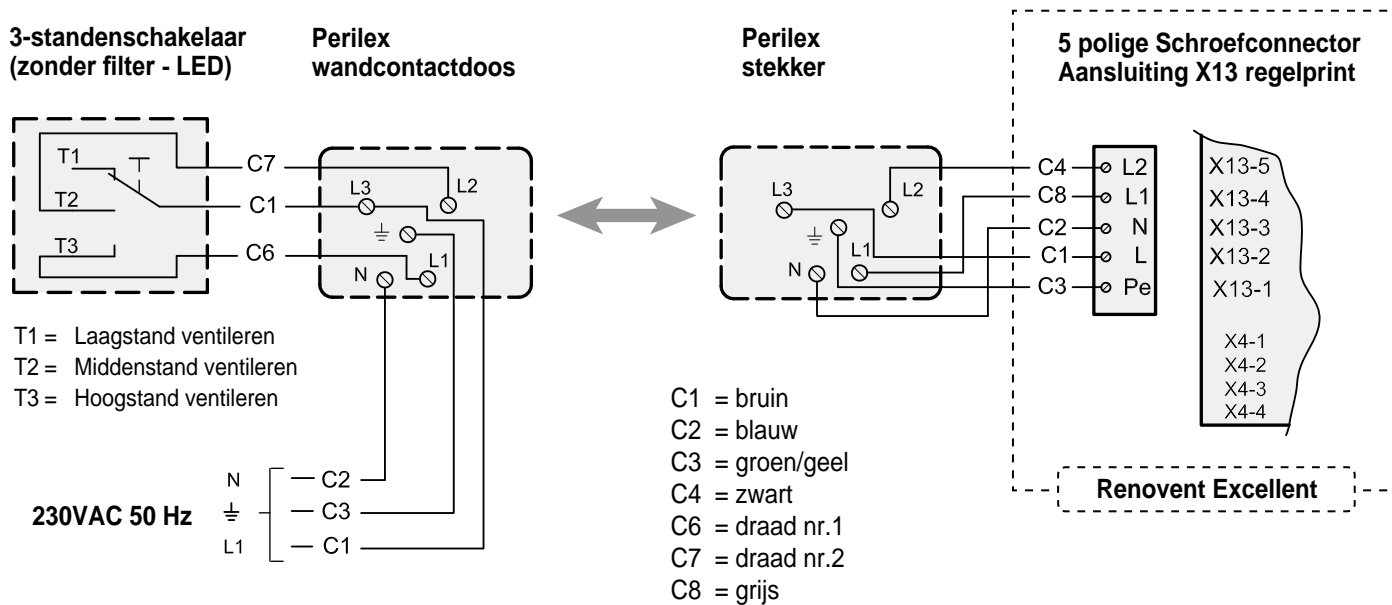 3-standenschakelaar
(zonder filter - LED)
Perilex
wandcontactdoos
Perilex
stekker
5 polige Schroefconnector
Aansluiting X13 regelprint
T1
T2
T3
C7
C1
C6
L3
L2
N
L1
L3
L2
N
L1
C4
C8
C2
C1
C3
L2
L1
N
L
Pe
X13-5
X13-4
X13-3
X13-2
X13-1
X4-1
X4-2
X4-3
X4-4
T1 = Laagstand ventileren
T2 = Middenstand ventileren
T3 = Hoogstand ventileren
230VAC 50 Hz
N
L1
C2
C3
C1
C1 = bruin
C2 = blauw
C3 = groen/geel
C4 = zwart
C6 = draad nr.1
C7 = draad nr.2
C8 = grijs
Renovent Excellent